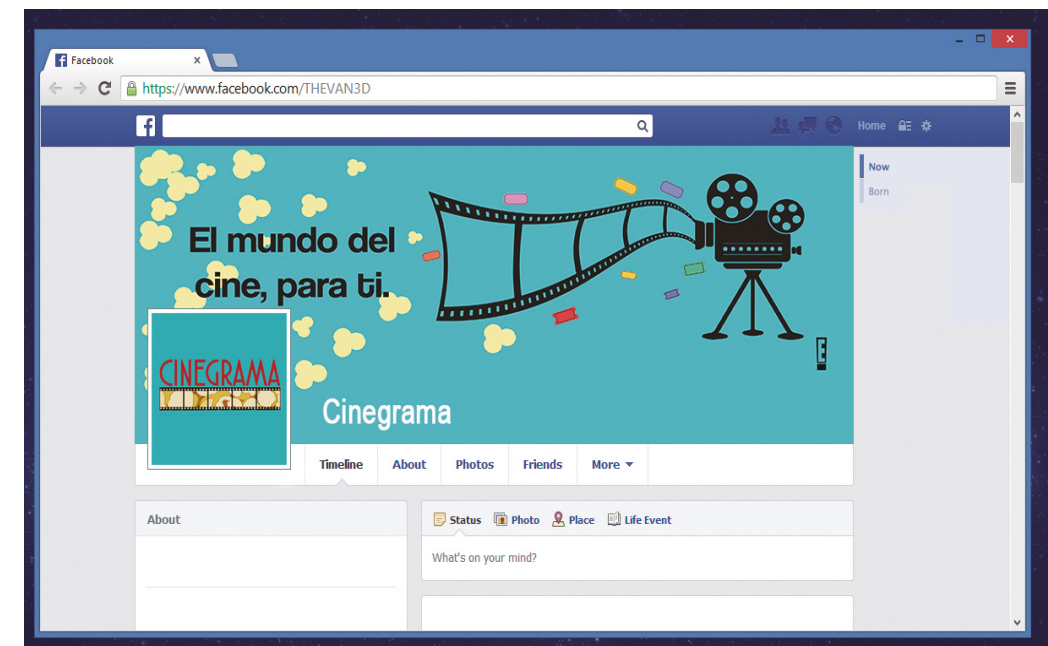 Facebook
https://www.facebook.com/THEVAN3D
Home
Now
Born
El mundo del
cine, para ti.
CINEGRAMA
Cinegrama
Timeline About Photos Friends More
About
Status Photo Place Life Event
What's on your mind?